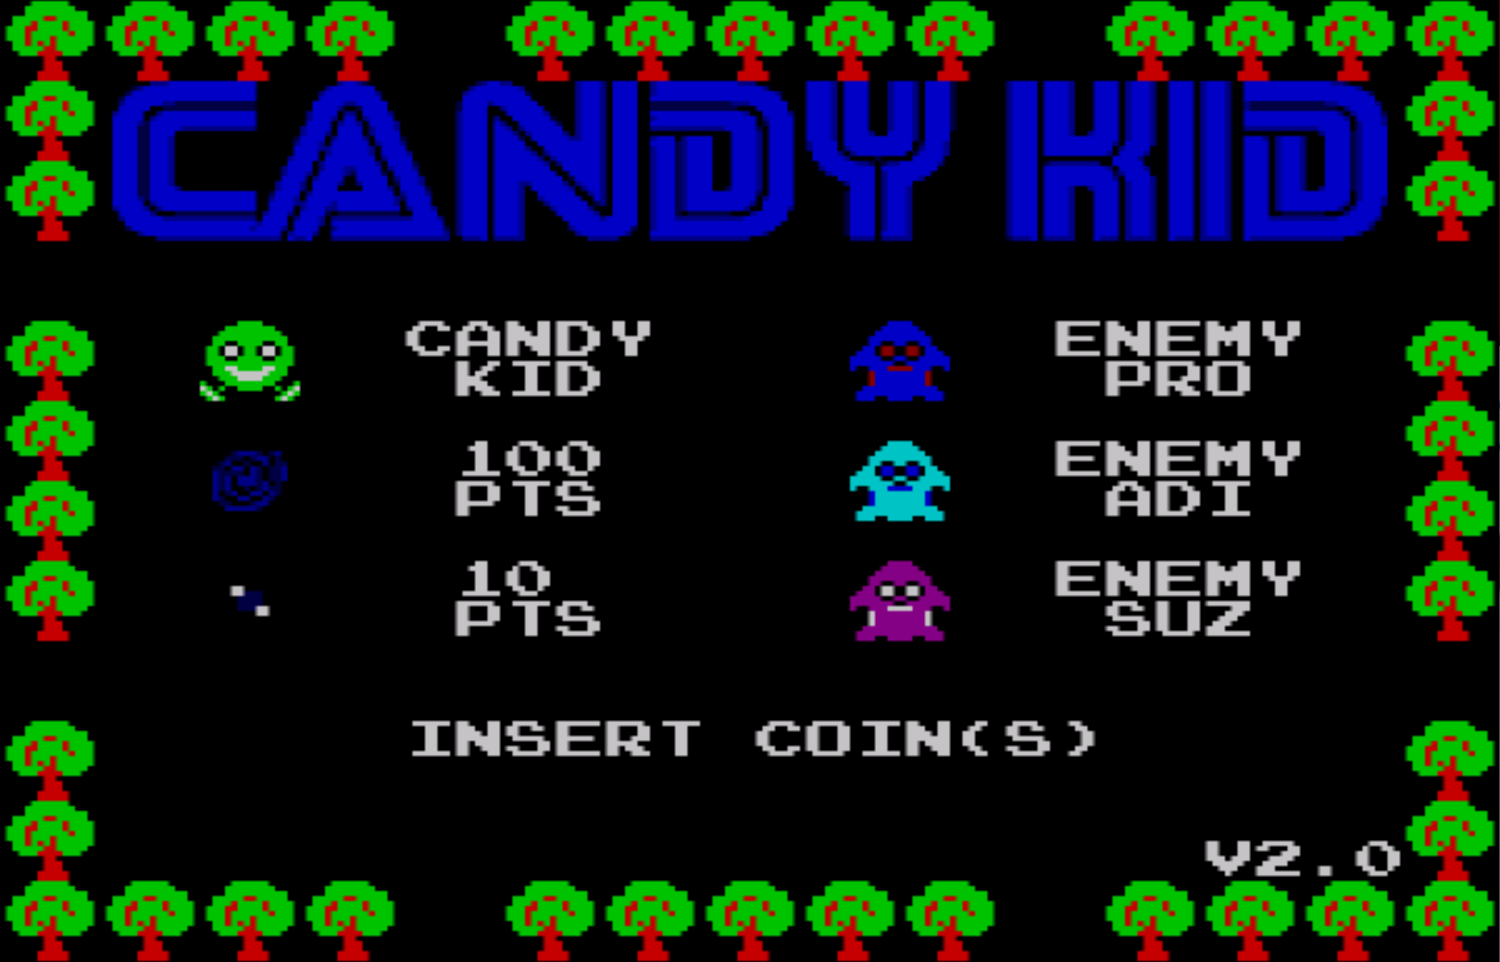 CANDY KID
CANDY
KID
ENEMY
PRO
100
PTS
ENEMY
ADI
10
PTS
ENEMY
SUZ
INSERT COIN(S)
V2.0